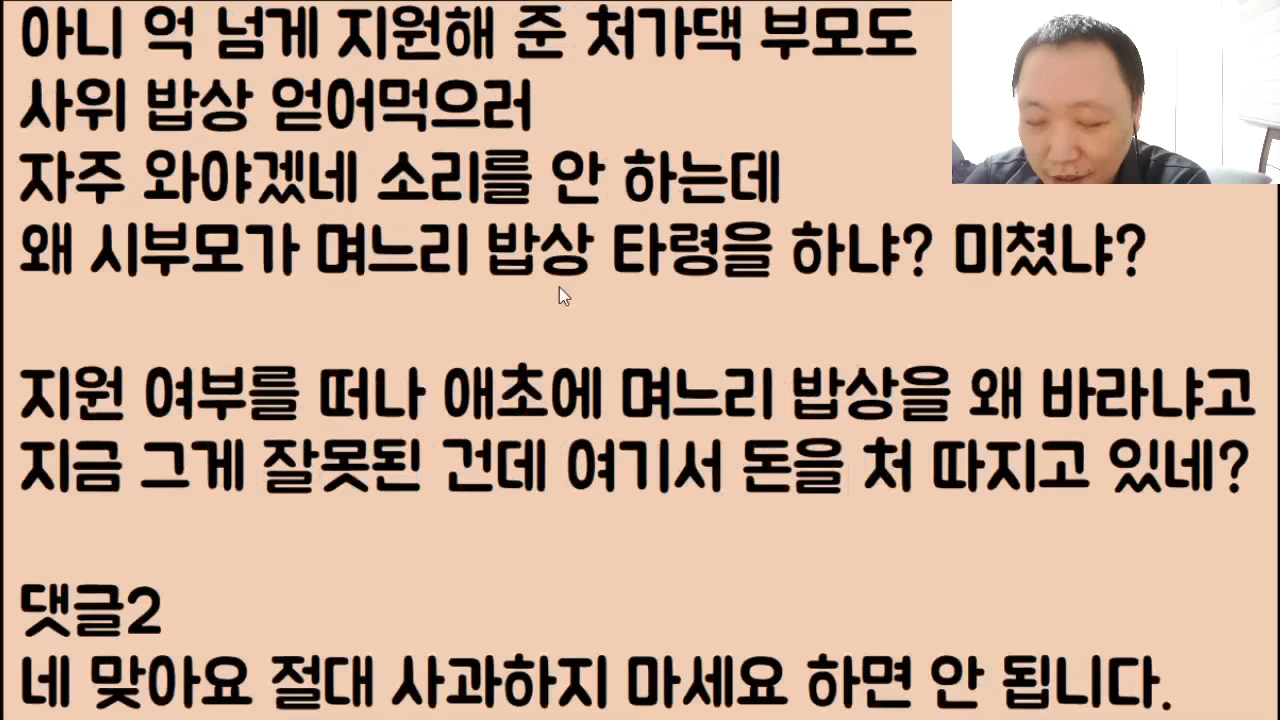 아니 억 넘게 지원해 준 처가댁 부모도
사위 밥상 얻어먹으러
자주 와야겠네 소리를 안 하는데
왜 시부모가 며느리 밥상 타령을 하냐? 미쳤냐?
지원 여부를 떠나 애초에 며느리 밥상을 왜 바라냐고
지금 그게 잘못된 건데 여기서 돈을 처 따지고 있네?
댓글2
네 맞아요 절대 사과하지 마세요 하면 안 됩니다.